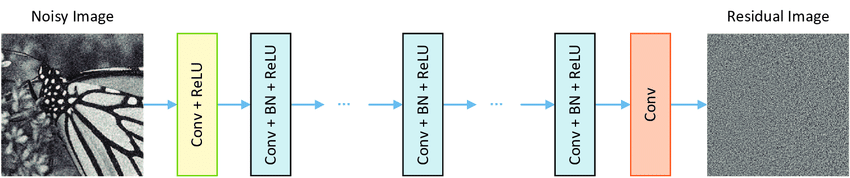 Noisy Image
Residual Image
Conv + ReLU
Conv + BN + ReLU
...
Conv + BN + ReLU
...
Conv + BN + ReLU
Conv